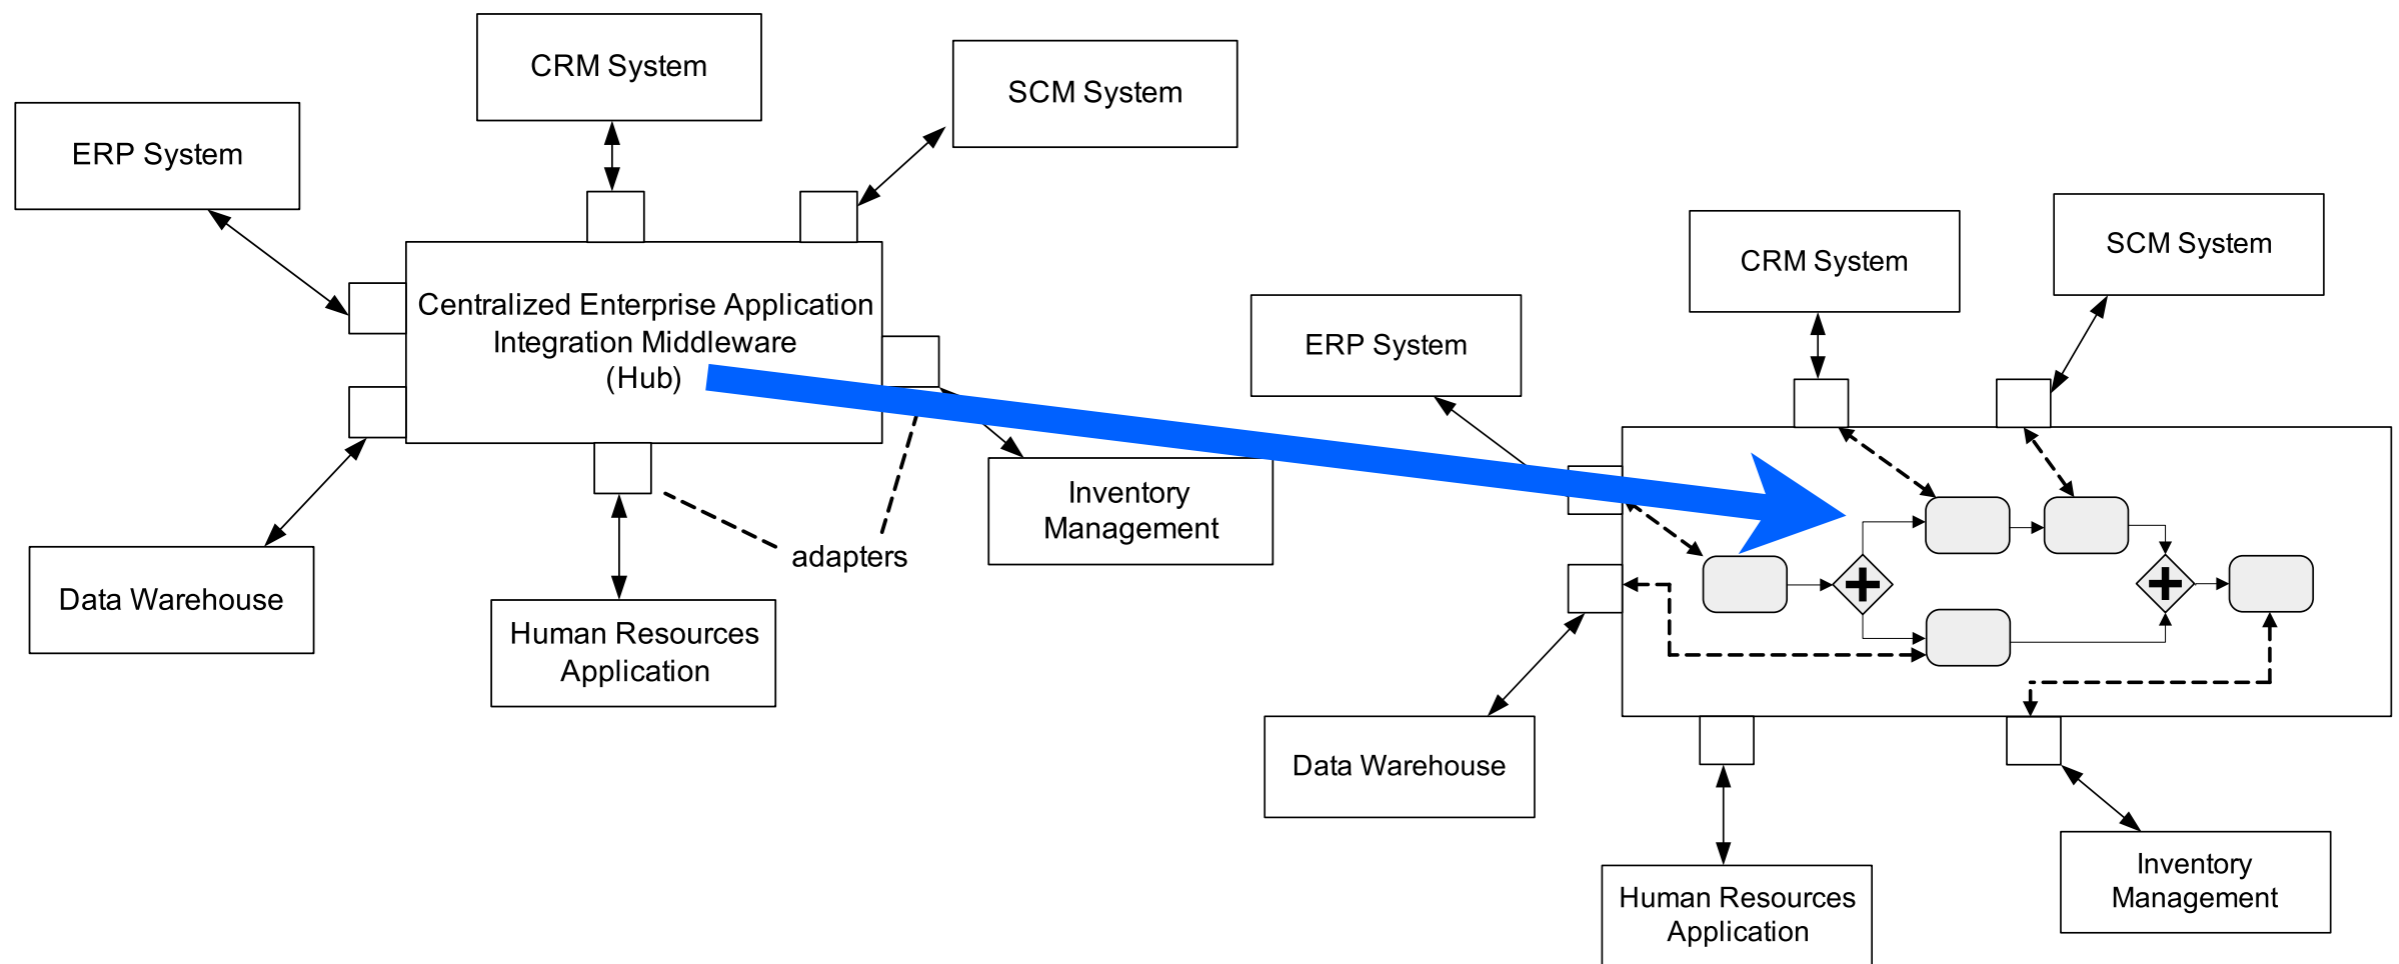 CRM System
SCM System
ERP System
Centralized Enterprise Application
Integration Middleware
(Hub)
Inventory
Management
adapters
Data Warehouse
Human Resources
Application
CRM System
SCM System
ERP System
Data Warehouse
Human Resources
Application
Inventory
Management